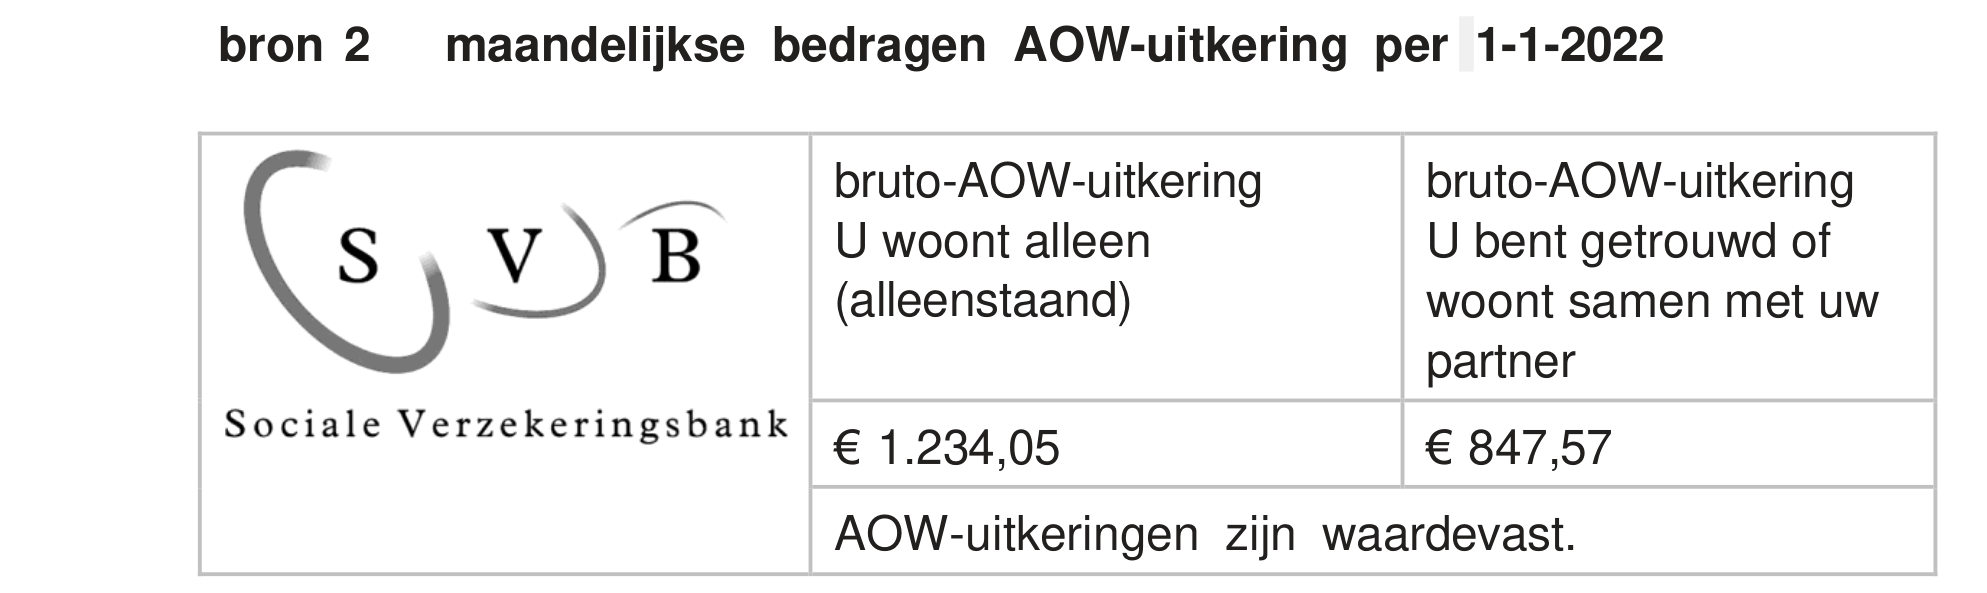 bron 2 maandelijkse bedragen AOW-uitkering per 1-1-2022
S V B
Sociale Verzekeringsbank
bruto-AOW-uitkering
U woont alleen
(alleenstaand)
bruto-AOW-uitkering
U bent getrouwd of
woont samen met uw
partner
€ 1.234,05
€ 847,57
AOW-uitkeringen zijn waardevast.